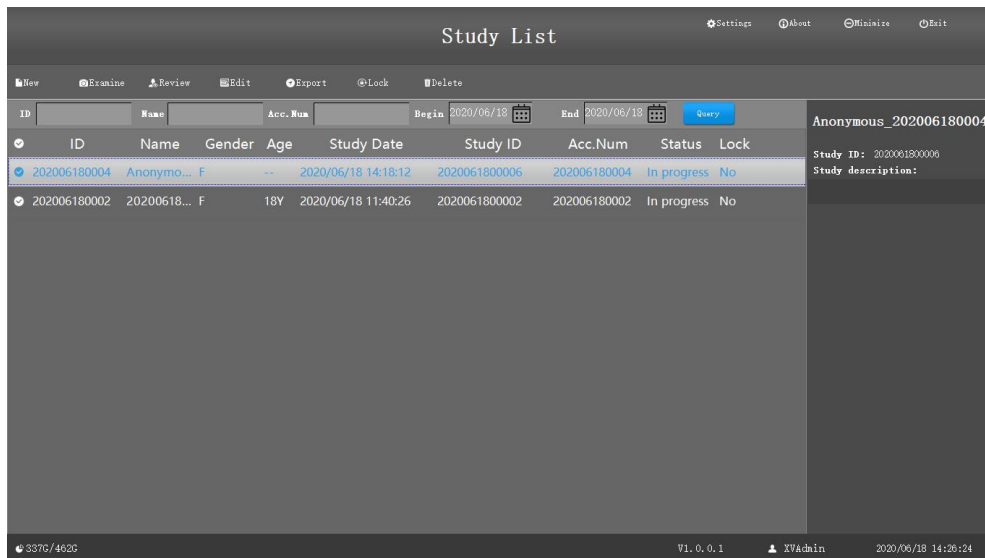 Study List
Settings About Minimize Exit
New Examine Review Edit Export Lock Delete
ID Name Acc.Num Begin 2020/06/18 End 2020/06/18 Query
ID Name Gender Age Study Date Study ID Acc.Num Status Lock
202006180004 Anonymo... F -- 2020/06/18 14:18:12 2020061800006 202006180004 In progress No
202006180002 20200618... F 18Y 2020/06/18 11:40:26 2020061800002 202006180002 In progress No
Anonymous_202006180004
Study ID: 2020061800006
Study description:
337G/462G V1.0.0.1 XVAdmin 2020/06/18 14:26:24